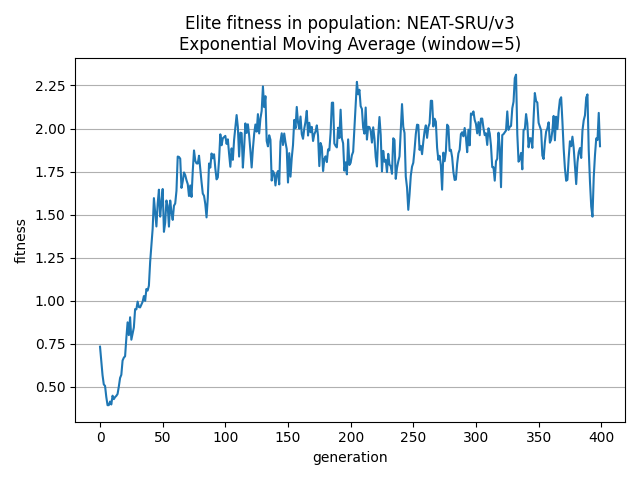 Elite fitness in population: NEAT-SRU/v3
Exponential Moving Average (window=5)
2.25
2.00
1.75
1.50
1.25
1.00
0.75
0.50
fitness
0 50 100 150 200 250 300 350 400
generation